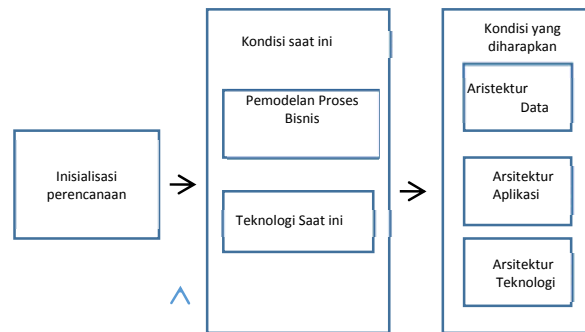 Inisialisasi
perencanaan
Kondisi saat ini
Pemodelan Proses
Bisnis
Teknologi Saat ini
Kondisi yang
diharapkan
Aristektur
Data
Arsitektur
Aplikasi
Arsitektur
Teknologi